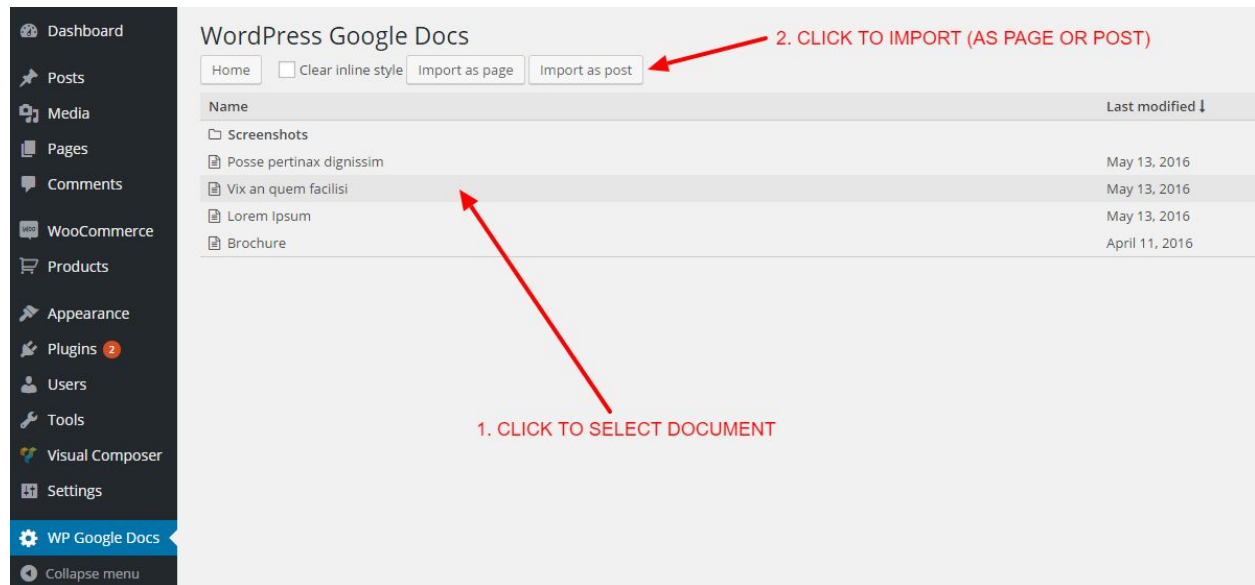 Dashboard
Posts
Media
Pages
Comments
WooCommerce
Products
Appearance
Plugins 2
Users
Tools
Visual Composer
Settings
WP Google Docs
Collapse menu
WordPress Google Docs
2. CLICK TO IMPORT (AS PAGE OR POST)
Home Clear inline style Import as page Import as post
Name Last modified
Screenshots
Posse pertinax dignissim May 13, 2016
Vix an quem facilisi May 13, 2016
Lorem Ipsum May 13, 2016
Brochure April 11, 2016
1. CLICK TO SELECT DOCUMENT